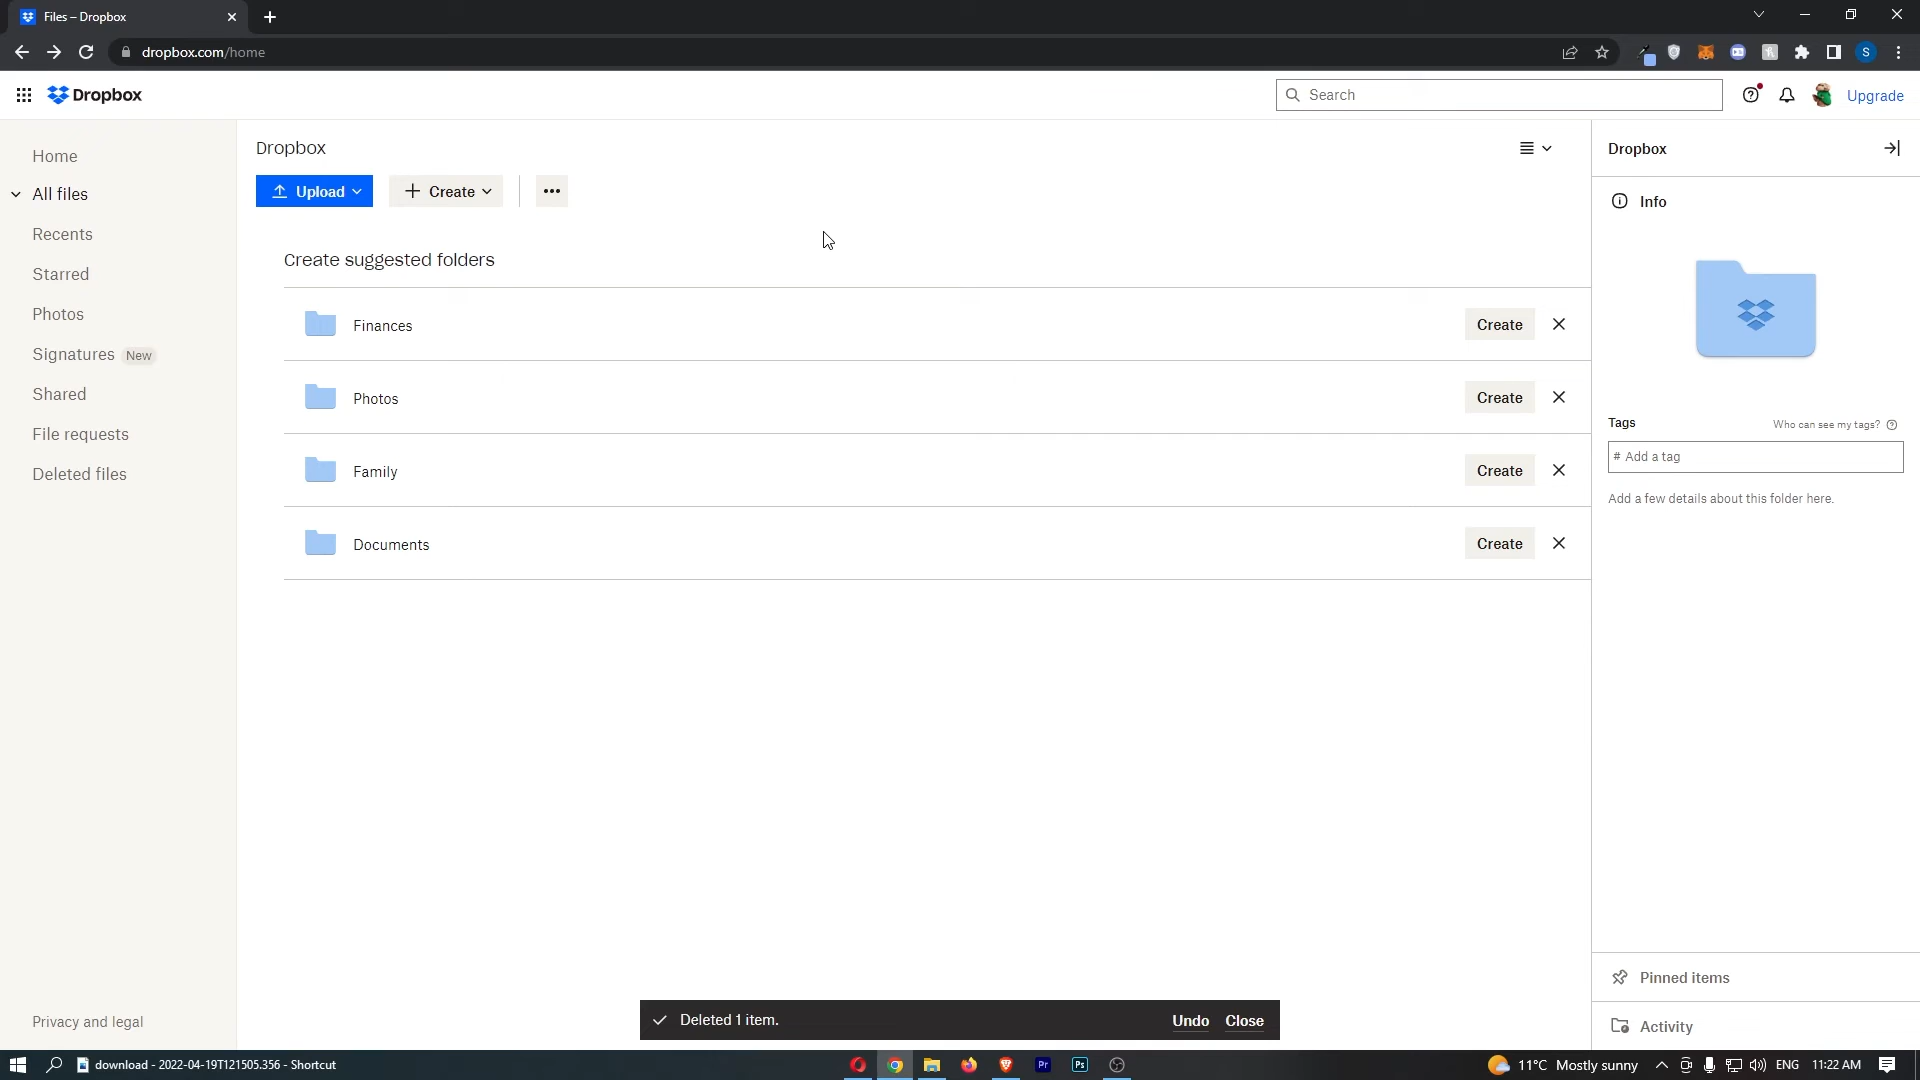 Files – Dropbox
dropbox.com/home
Dropbox
Search
Upgrade
Home
All files
Recents
Starred
Photos
Signatures New
Shared
File requests
Deleted files
Privacy and legal
Dropbox
Upload
Create
Create suggested folders
Finances
Create
Photos
Create
Family
Create
Documents
Create
Dropbox
Info
Tags
Who can see my tags?
# Add a tag
Add a few details about this folder here.
Pinned items
Activity
Deleted 1 item.
Undo
Close
download - 2022-04-19T121505.356 - Shortcut
Pr
Ps
11°C Mostly sunny
ENG
11:22 AM
S